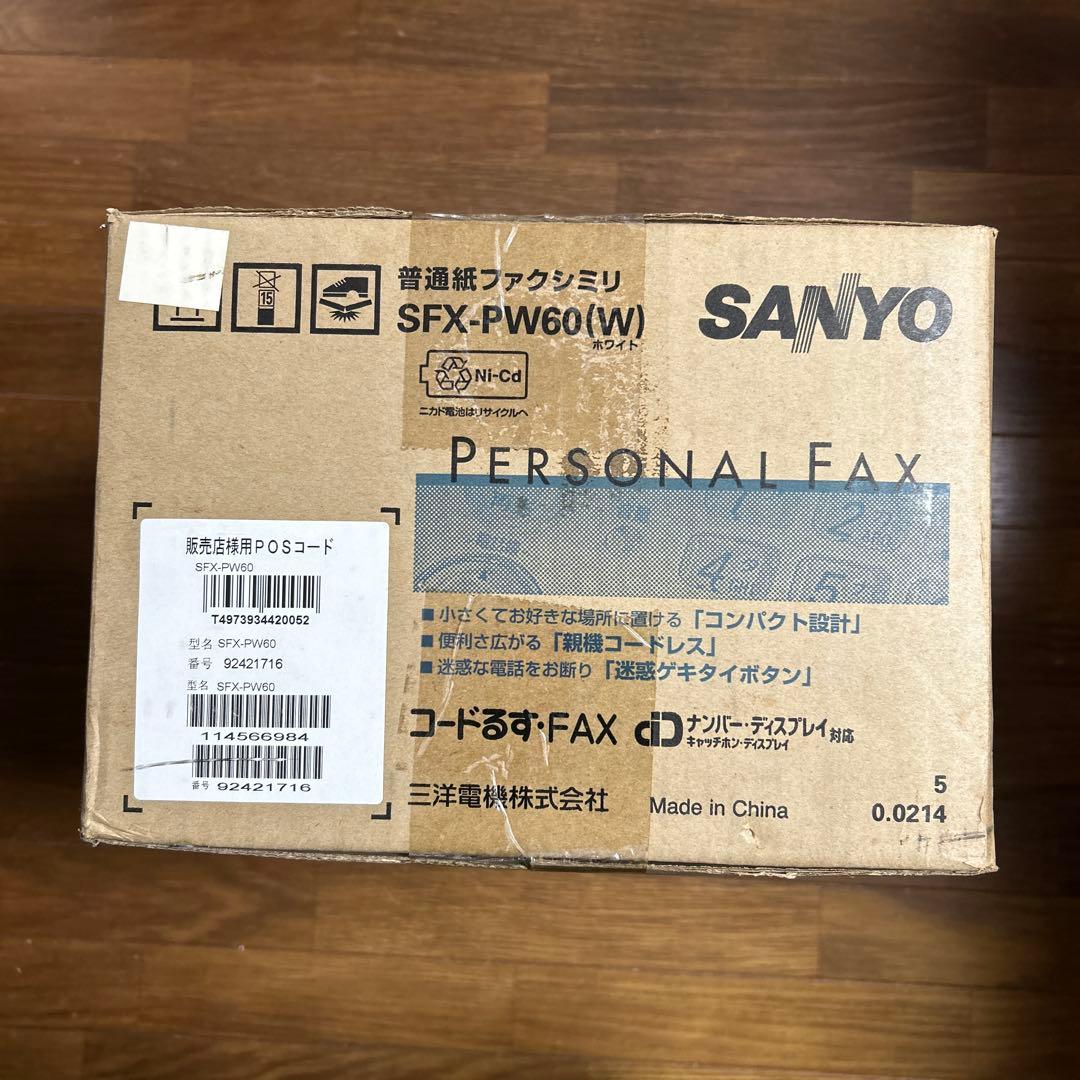 15
普通紙ファクシミリ
SFX-PW60(W)
ホワイト
SANYO
Ni-Cd
ニカド電池はリサイクルへ
PERSONAL FAX
1
2
4
5
■小さくてお好きな場所に置ける「コンパクト設計」
■便利さ広がる「親機コードレス」
■迷惑な電話をお断り「迷惑ゲキタイボタン」
コードるす・FAX
ナンバー・ディスプレイ対応
キャッチホン・ディスプレイ
三洋電機株式会社
Made in China
5
0.0214
販売店様用POSコード
SFX-PW60
T4973934420052
型名 SFX-PW60
番号 92421716
型名 SFX-PW60
114566984
番号 92421716